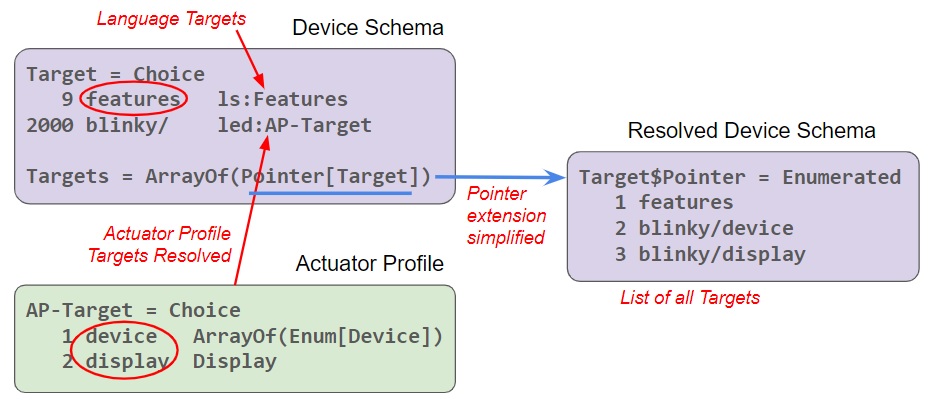 Language Targets
Device Schema
Target = Choice
9 features ls:Features
2000 blinky/ led:AP-Target
Targets = ArrayOf(Pointer[Target])
Resolved Device Schema
Target$Pointer = Enumerated
1 features
2 blinky/device
3 blinky/display
Pointer
extension
simplified
List of all Targets
Actuator Profile
Targets Resolved
Actuator Profile
AP-Target = Choice
1 device ArrayOf(Enum[Device])
2 display Display